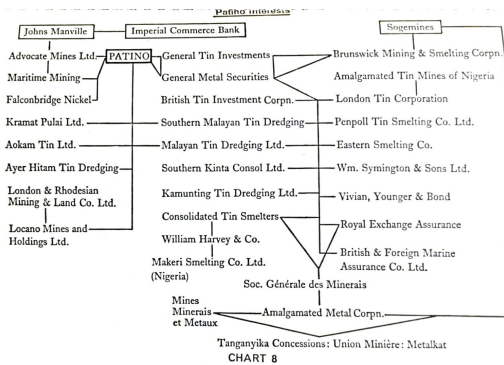 Patiño Interests
Johns Manville Imperial Commerce Bank Sogemines
Advocate Mines Ltd. PATINO General Tin Investments Brunswick Mining & Smelting Corpn.
Maritime Mining General Metal Securities Amalgamated Tin Mines of Nigeria
Falconbridge Nickel British Tin Investment Corpn. London Tin Corporation
Kramat Pulai Ltd. Southern Malayan Tin Dredging Penpoll Tin Smelting Co. Ltd.
Aokam Tin Ltd. Malayan Tin Dredging Ltd. Eastern Smelting Co.
Ayer Hitam Tin Dredging Southern Kinta Consol Ltd. Wm. Symington & Sons Ltd.
London & Rhodesian
Mining & Land Co. Ltd.
Kamunting Tin Dredging Ltd. Vivian, Younger & Bond
Locano Mines and
Holdings Ltd.
Consolidated Tin Smelters Royal Exchange Assurance
William Harvey & Co.
British & Foreign Marine
Assurance Co. Ltd.
Makeri Smelting Co. Ltd.
(Nigeria)
Soc. Générale des Minerais
Mines
Minerais
et Metaux
Amalgamated Metal Corpn.
Tanganyika Concessions: Union Minière: Metalkat
CHART 8